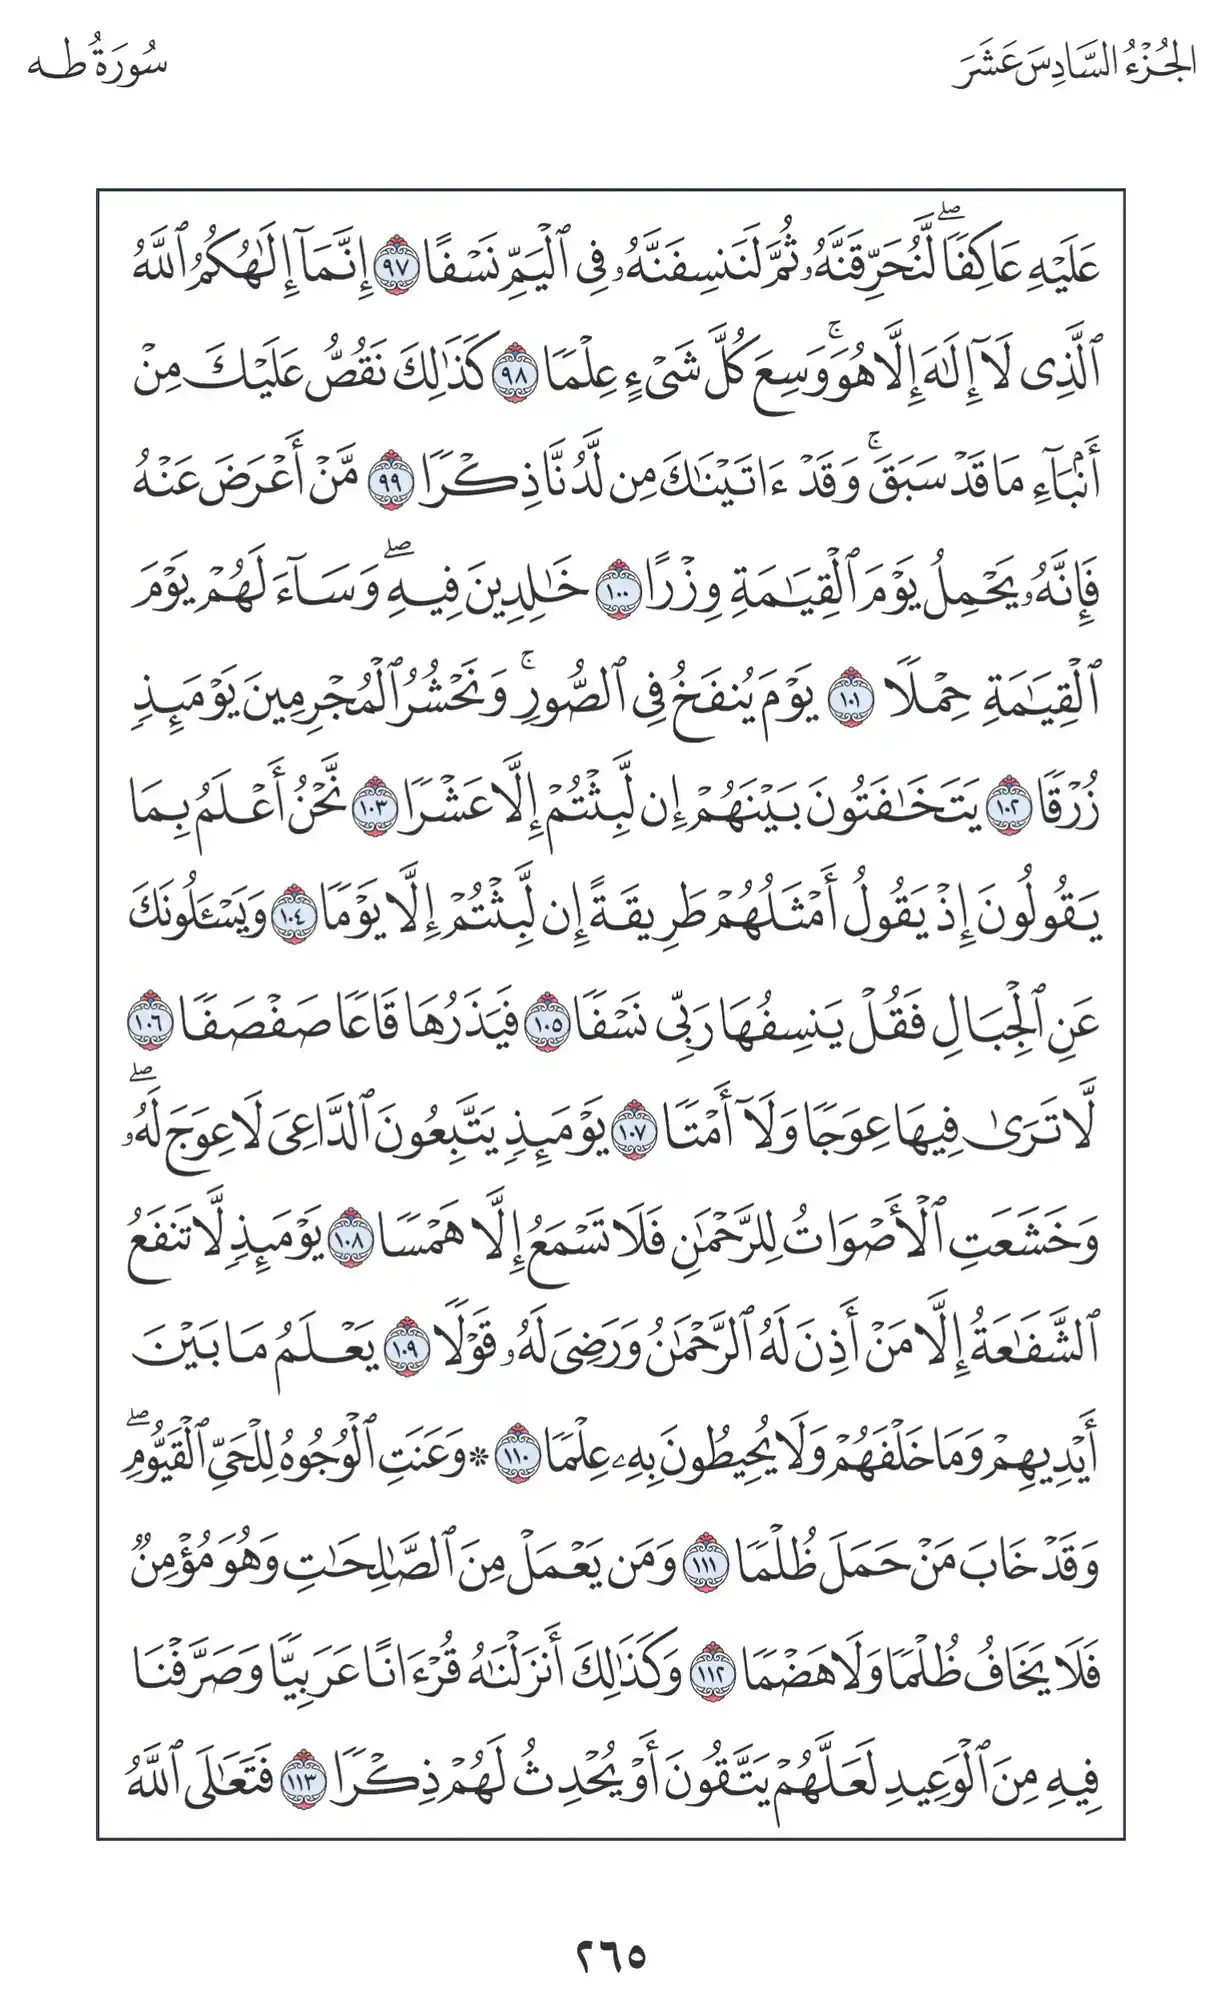 الجُزْءُ السَّادِسَ عَشَرَ
سُورَةُ طه
عَلَيْهِ عَاكِفٗاۖ لَّنُحَرِّقَنَّهُۥ ثُمَّ لَنَنسِفَنَّهُۥ فِي ٱلۡيَمِّ نَسۡفًا ٩٧ إِنَّمَآ إِلَٰهُكُمُ ٱللَّهُ
ٱلَّذِي لَآ إِلَٰهَ إِلَّا هُوَۚ وَسِعَ كُلَّ شَيۡءٍ عِلۡمٗا ٩٨ كَذَٰلِكَ نَقُصُّ عَلَيۡكَ مِنۡ
أَنۢبَآءِ مَا قَدۡ سَبَقَۚ وَقَدۡ ءَاتَيۡنَٰكَ مِن لَّدُنَّا ذِكۡرٗا ٩٩ مَّنۡ أَعۡرَضَ عَنۡهُ
فَإِنَّهُۥ يَحۡمِلُ يَوۡمَ ٱلۡقِيَٰمَةِ وِزۡرًا ١٠٠ خَٰلِدِينَ فِيهِۖ وَسَآءَ لَهُمۡ يَوۡمَ
ٱلۡقِيَٰمَةِ حِمۡلٗا ١٠١ يَوۡمَ يُنفَخُ فِي ٱلصُّورِۚ وَنَحۡشُرُ ٱلۡمُجۡرِمِينَ يَوۡمَئِذٖ
زُرۡقٗا ١٠٢ يَتَخَٰفَتُونَ بَيۡنَهُمۡ إِن لَّبِثۡتُمۡ إِلَّا عَشۡرٗا ١٠٣ نَّحۡنُ أَعۡلَمُ بِمَا
يَقُولُونَ إِذۡ يَقُولُ أَمۡثَلُهُمۡ طَرِيقَةً إِن لَّبِثۡتُمۡ إِلَّا يَوۡمٗا ١٠٤ وَيَسۡـَٔلُونَكَ
عَنِ ٱلۡجِبَالِ فَقُلۡ يَنسِفُهَا رَبِّي نَسۡفٗا ١٠٥ فَيَذَرُهَا قَاعٗا صَفۡصَفٗا ١٠٦
لَّا تَرَىٰ فِيهَا عِوَجٗا وَلَآ أَمۡتٗا ١٠٧ يَوۡمَئِذٖ يَتَّبِعُونَ ٱلدَّاعِيَ لَا عِوَجَ لَهُۥۖ
وَخَشَعَتِ ٱلۡأَصۡوَاتُ لِلرَّحۡمَٰنِ فَلَا تَسۡمَعُ إِلَّا هَمۡسٗا ١٠٨ يَوۡمَئِذٖ لَّا تَنفَعُ
ٱلشَّفَٰعَةُ إِلَّا مَنۡ أَذِنَ لَهُ ٱلرَّحۡمَٰنُ وَرَضِيَ لَهُۥ قَوۡلٗا ١٠٩ يَعۡلَمُ مَا بَيۡنَ
أَيۡدِيهِمۡ وَمَا خَلۡفَهُمۡ وَلَا يُحِيطُونَ بِهِۦ عِلۡمٗا ١١٠ * وَعَنَتِ ٱلۡوُجُوهُ لِلۡحَيِّ ٱلۡقَيُّومِۖ
وَقَدۡ خَابَ مَنۡ حَمَلَ ظُلۡمٗا ١١١ وَمَن يَعۡمَلۡ مِنَ ٱلصَّٰلِحَٰتِ وَهُوَ مُؤۡمِنٞ
فَلَا يَخَافُ ظُلۡمٗا وَلَا هَضۡمٗا ١١٢ وَكَذَٰلِكَ أَنزَلۡنَٰهُ قُرۡءَانًا عَرَبِيّٗا وَصَرَّفۡنَا
فِيهِ مِنَ ٱلۡوَعِيدِ لَعَلَّهُمۡ يَتَّقُونَ أَوۡ يُحۡدِثُ لَهُمۡ ذِكۡرٗا ١١٣ فَتَعَٰلَى ٱللَّهُ
٢٦٥